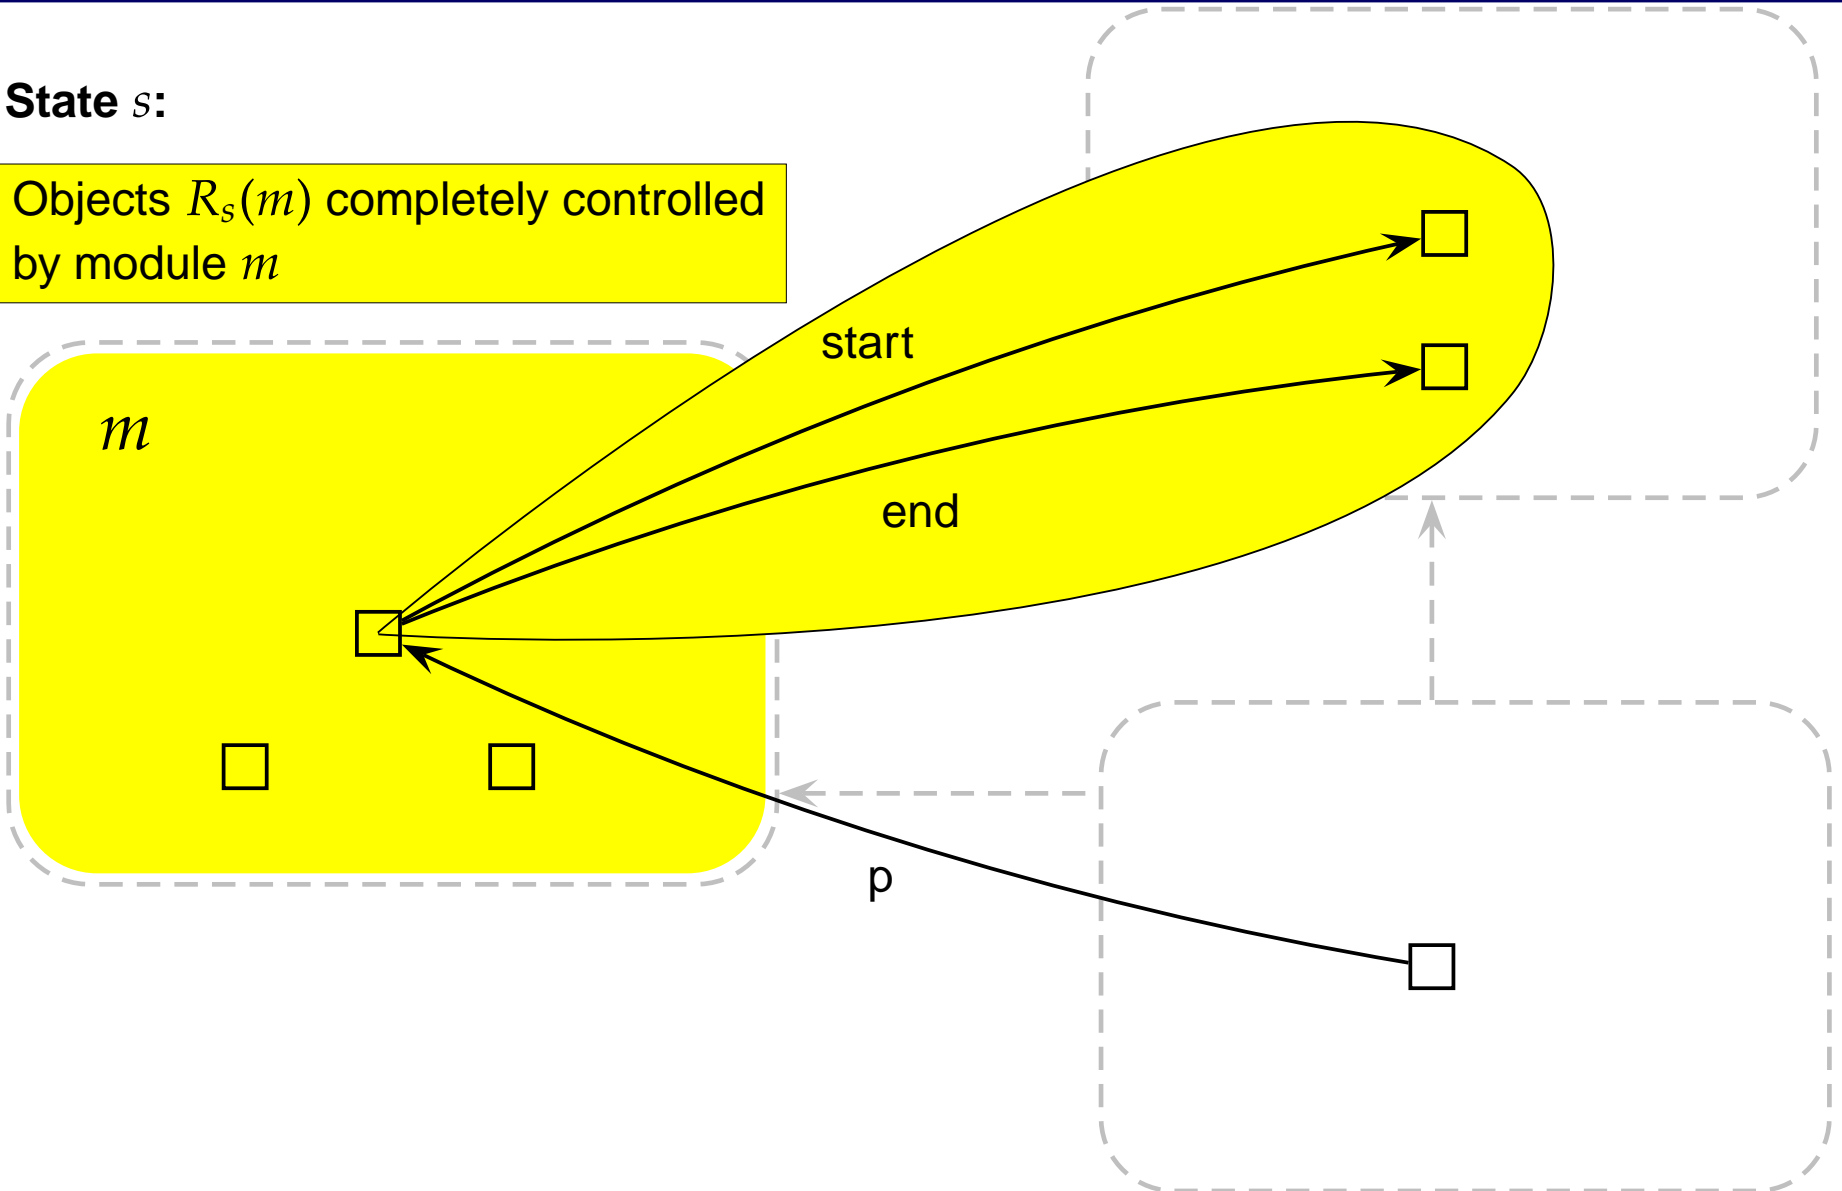 State s:
Objects Rₛ(m) completely controlled
by module m
start
m
end
p